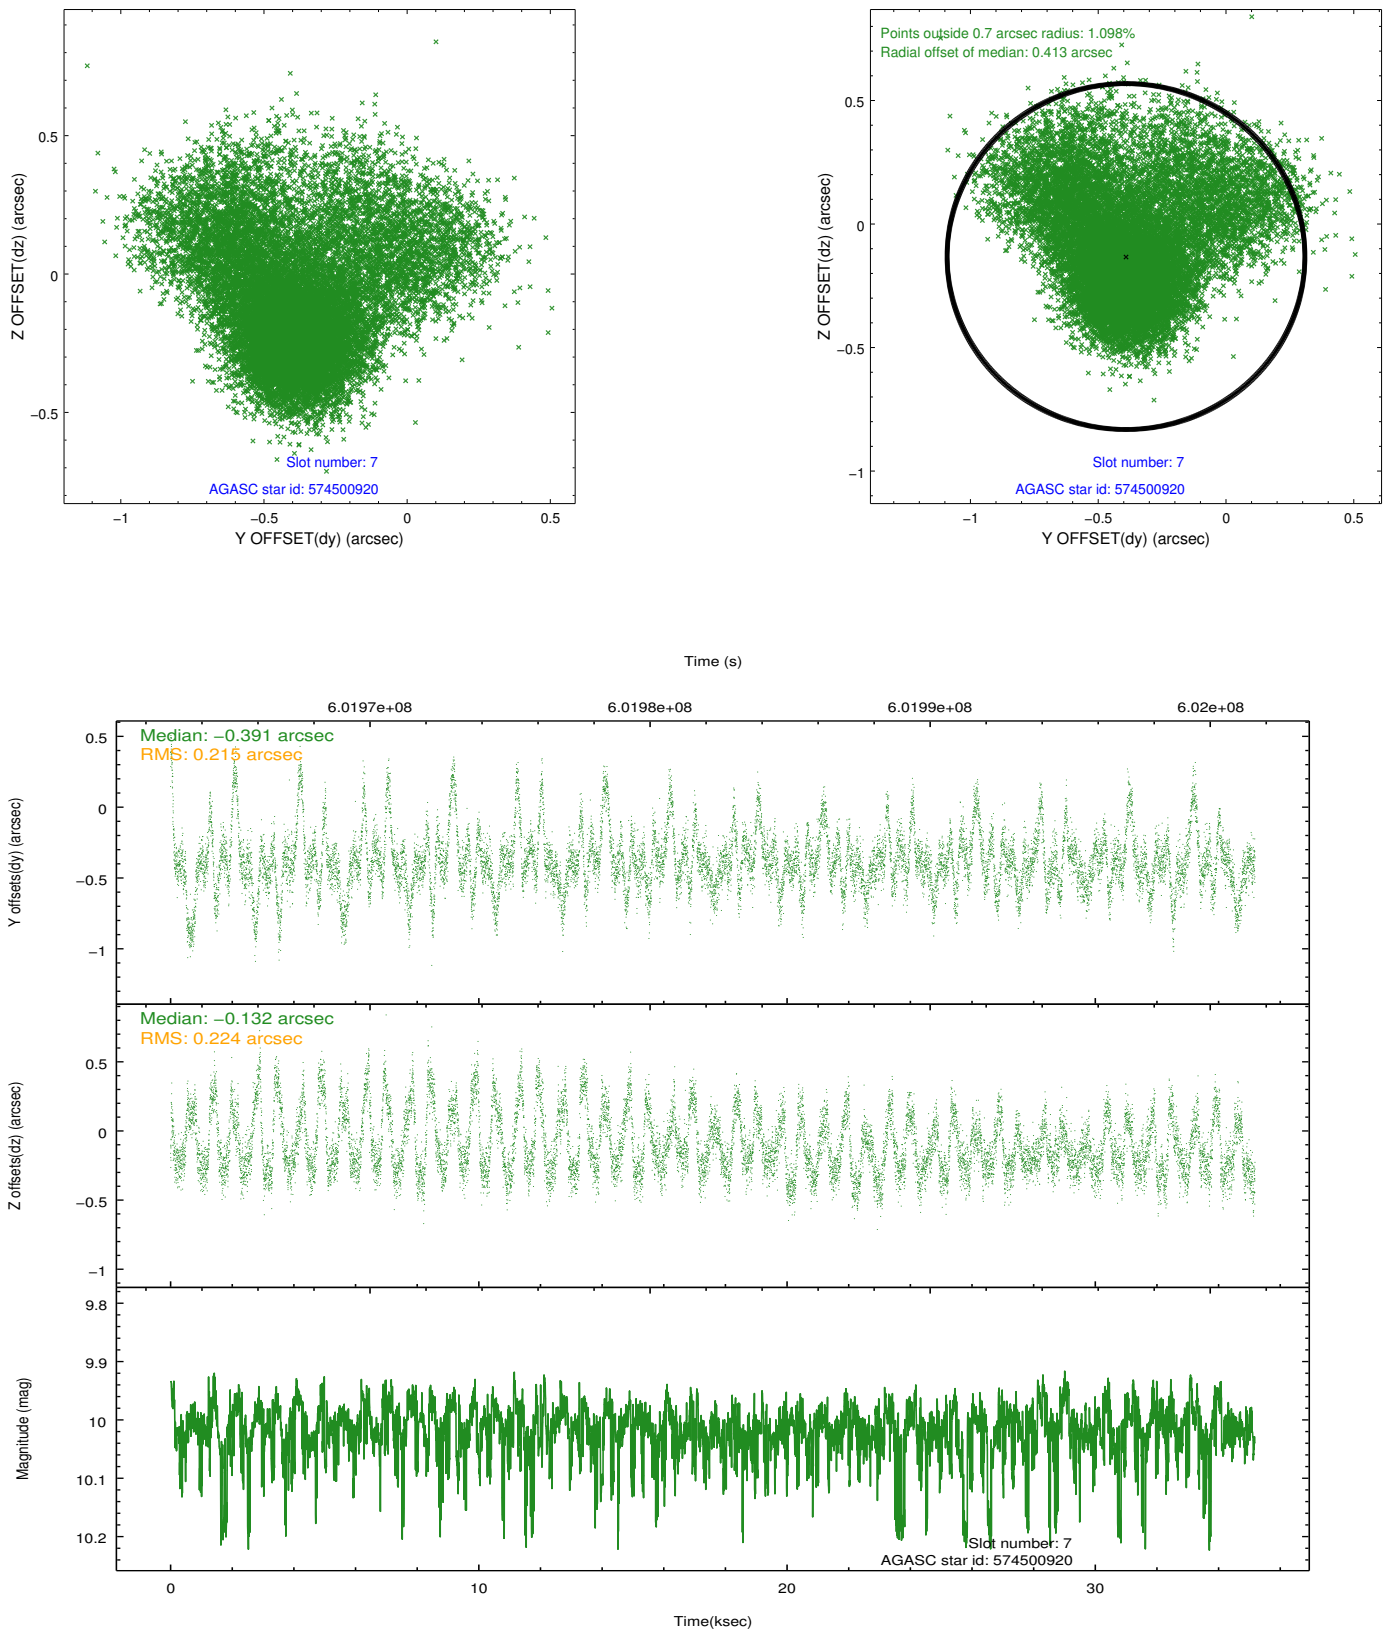 0.5
0
−0.5
Z OFFSET(dz) (arcsec)
−1
−0.5
0
0.5
Y OFFSET(dy) (arcsec)
Slot number: 7
AGASC star id: 574500920
Points outside 0.7 arcsec radius: 1.098%
Radial offset of median: 0.413 arcsec
0.5
0
−0.5
−1
Z OFFSET(dz) (arcsec)
−1
−0.5
0
0.5
Y OFFSET(dy) (arcsec)
Slot number: 7
AGASC star id: 574500920
Time (s)
6.0197e+08
6.0198e+08
6.0199e+08
6.02e+08
Median: −0.391 arcsec
RMS: 0.215 arcsec
0.5
0
−0.5
−1
Y offsets(dy) (arcsec)
Median: −0.132 arcsec
RMS: 0.224 arcsec
0.5
0
−0.5
−1
Z offsets(dz) (arcsec)
9.8
9.9
10
10.1
10.2
Magnitude (mag)
Slot number: 7
AGASC star id: 574500920
0
10
20
30
Time(ksec)